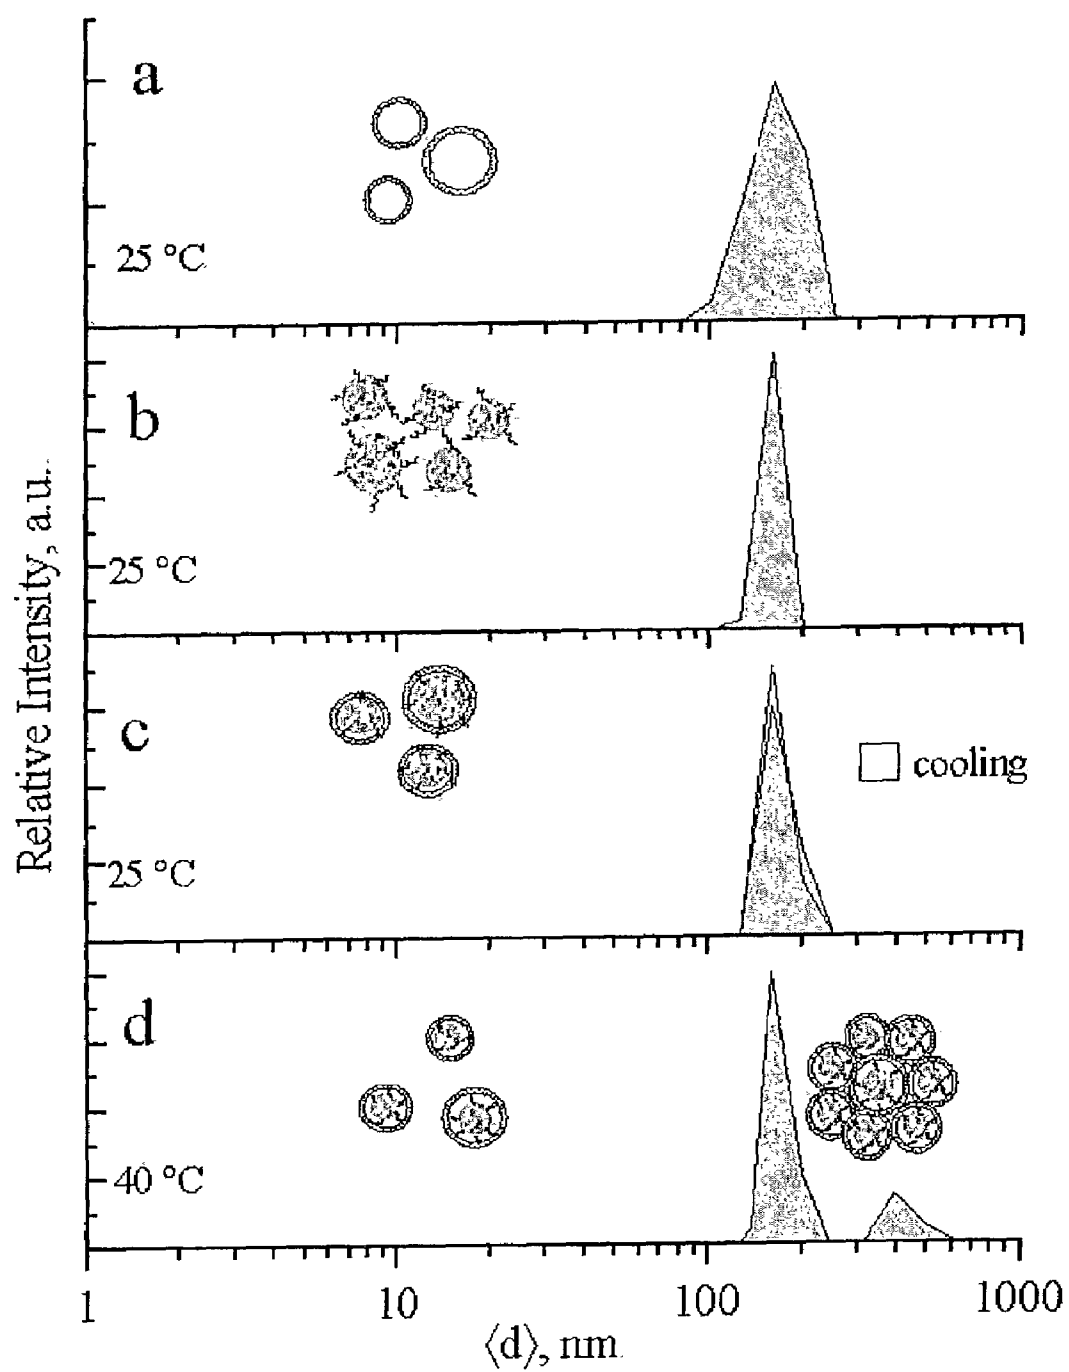 a
25 °C
b
25 °C
c
cooling
25 °C
d
40 °C
1 10 100 1000
⟨d⟩, nm
Relative Intensity, a.u.